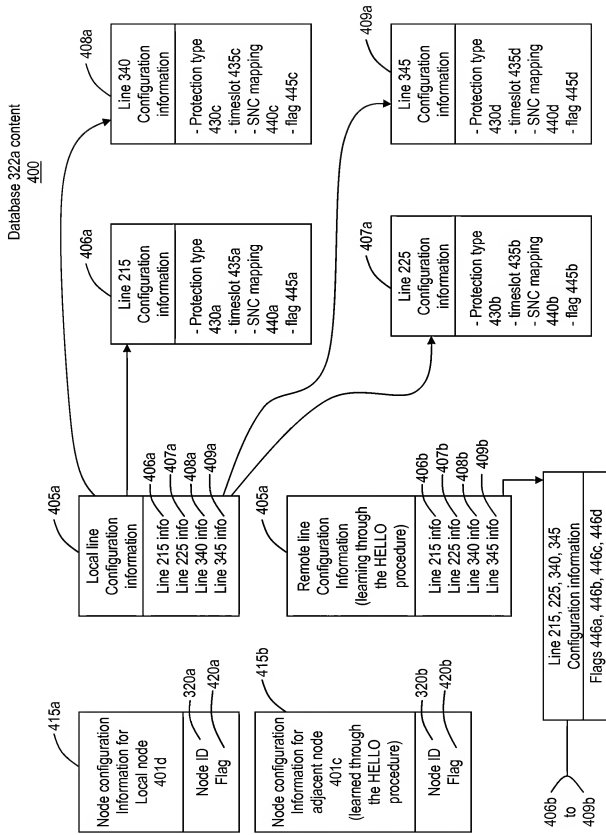 Database 322a content
400
415a
Node configuration
Information for
Local node
401d
Node ID
Flag
320a
420a
415b
Node configuration
Information for
adjacent node
401c
(learned through
the HELLO
procedure)
Node ID
Flag
320b
420b
405a
Local line
Configuration
information
Line 215 info
Line 225 info
Line 340 info
Line 345 info
406a
407a
408a
409a
405a
Remote line
Configuration
Information
(learning through
the HELLO
procedure)
Line 215 info
Line 225 info
Line 340 info
Line 345 info
406b
407b
408b
409b
406a
Line 215
Configuration
information
- Protection type
430a
- timeslot 435a
- SNC mapping
440a
- flag 445a
408a
Line 340
Configuration
information
- Protection type
430c
- timeslot 435c
- SNC mapping
440c
- flag 445c
407a
Line 225
Configuration
information
- Protection type
430b
- timeslot 435b
- SNC mapping
440b
- flag 445b
409a
Line 345
Configuration
information
- Protection type
430d
- timeslot 435d
- SNC mapping
440d
- flag 445d
406b
to
409b
Line 215, 225, 340, 345
Configuration information
Flags 446a, 446b, 446c, 446d